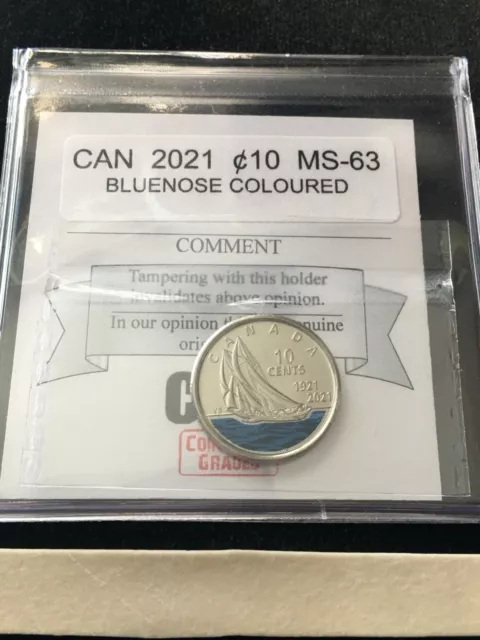 CAN 2021 ¢10 MS-63
BLUENOSE COLOURED
COMMENT
Tampering with this holder
above opinion.
In our opinion
CANADA
10
CENTS
1921
2021
GRADED